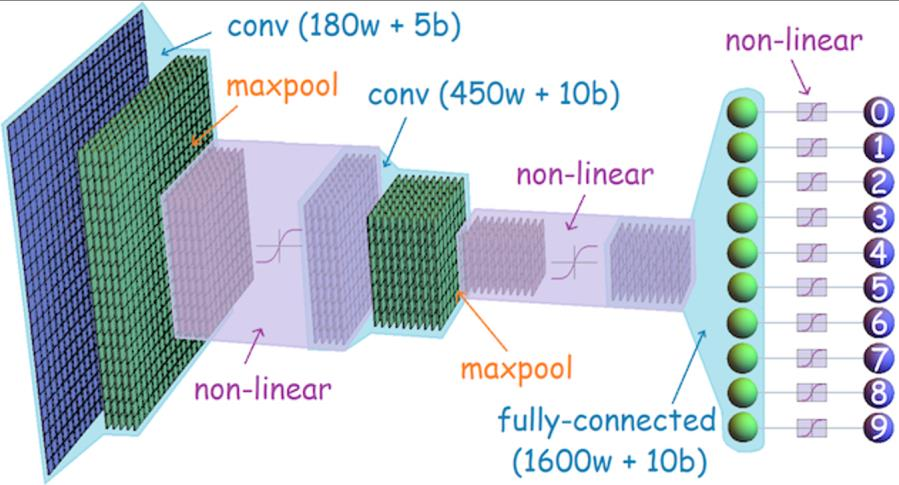 conv (180w + 5b)
maxpool
conv (450w + 10b)
non-linear
non-linear
non-linear
maxpool
fully-connected
(1600w + 10b)
0
1
2
3
4
5
6
7
8
9